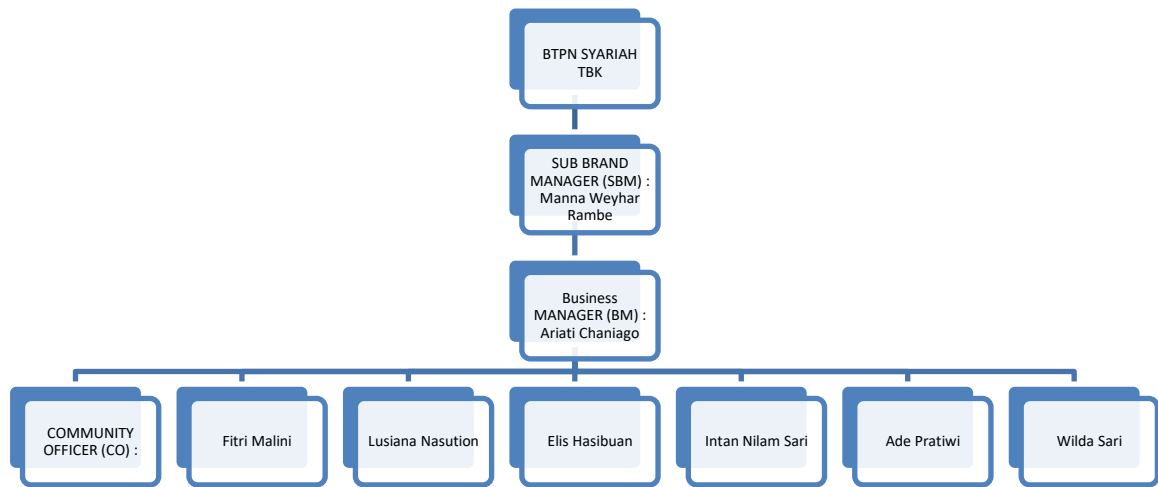 BTPN SYARIAH
TBK
SUB BRAND
MANAGER (SBM) :
Manna Weyhar
Rambe
Business
MANAGER (BM) :
Ariati Chaniago
COMMUNITY
OFFICER (CO) :
Fitri Malini
Lusiana Nasution
Elis Hasibuan
Intan Nilam Sari
Ade Pratiwi
Wilda Sari